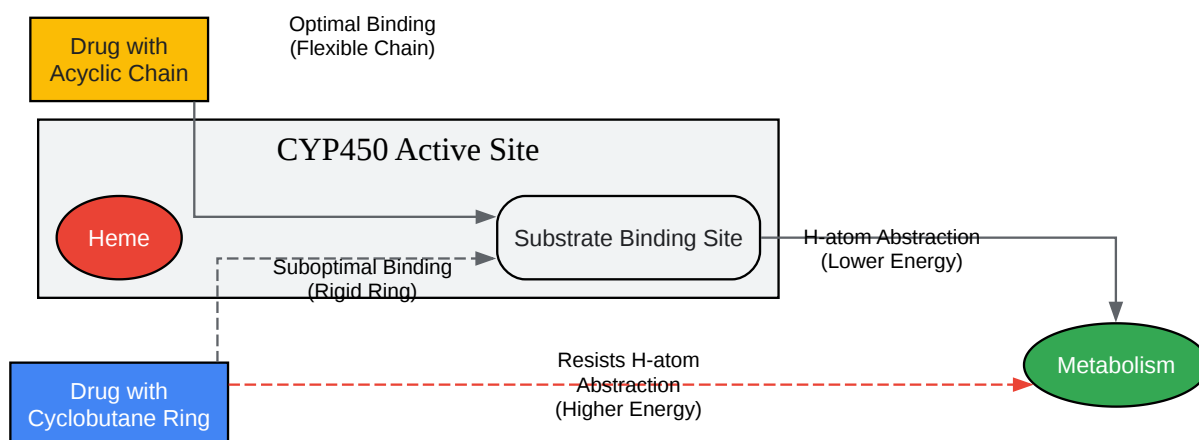 Optimal Binding
(Flexible Chain)
Drug with
Acyclic Chain
CYP450 Active Site
Heme
Substrate Binding Site
H-atom Abstraction
(Lower Energy)
Suboptimal Binding
(Rigid Ring)
Resists H-atom
Abstraction
(Higher Energy)
Metabolism
Drug with
Cyclobutane Ring